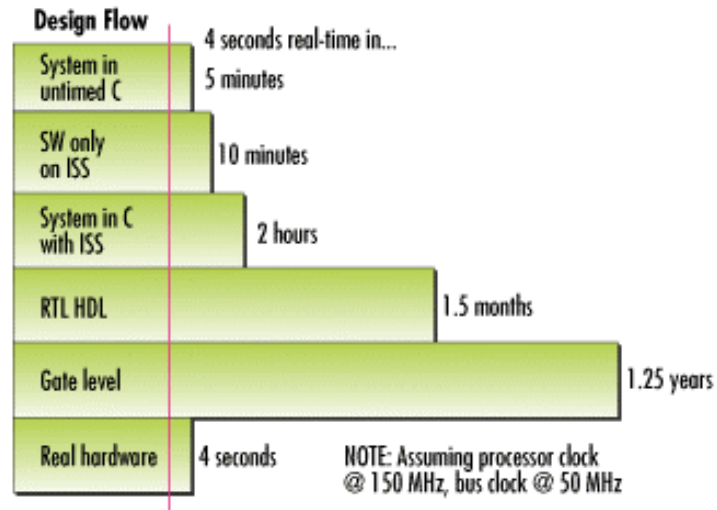 Design Flow
4 seconds real-time in...
System in
untimed C
5 minutes
SW only
on ISS
10 minutes
System in C
with ISS
2 hours
RTL HDL
1.5 months
Gate level
1.25 years
Real hardware
4 seconds
NOTE: Assuming processor clock
@ 150 MHz, bus clock @ 50 MHz